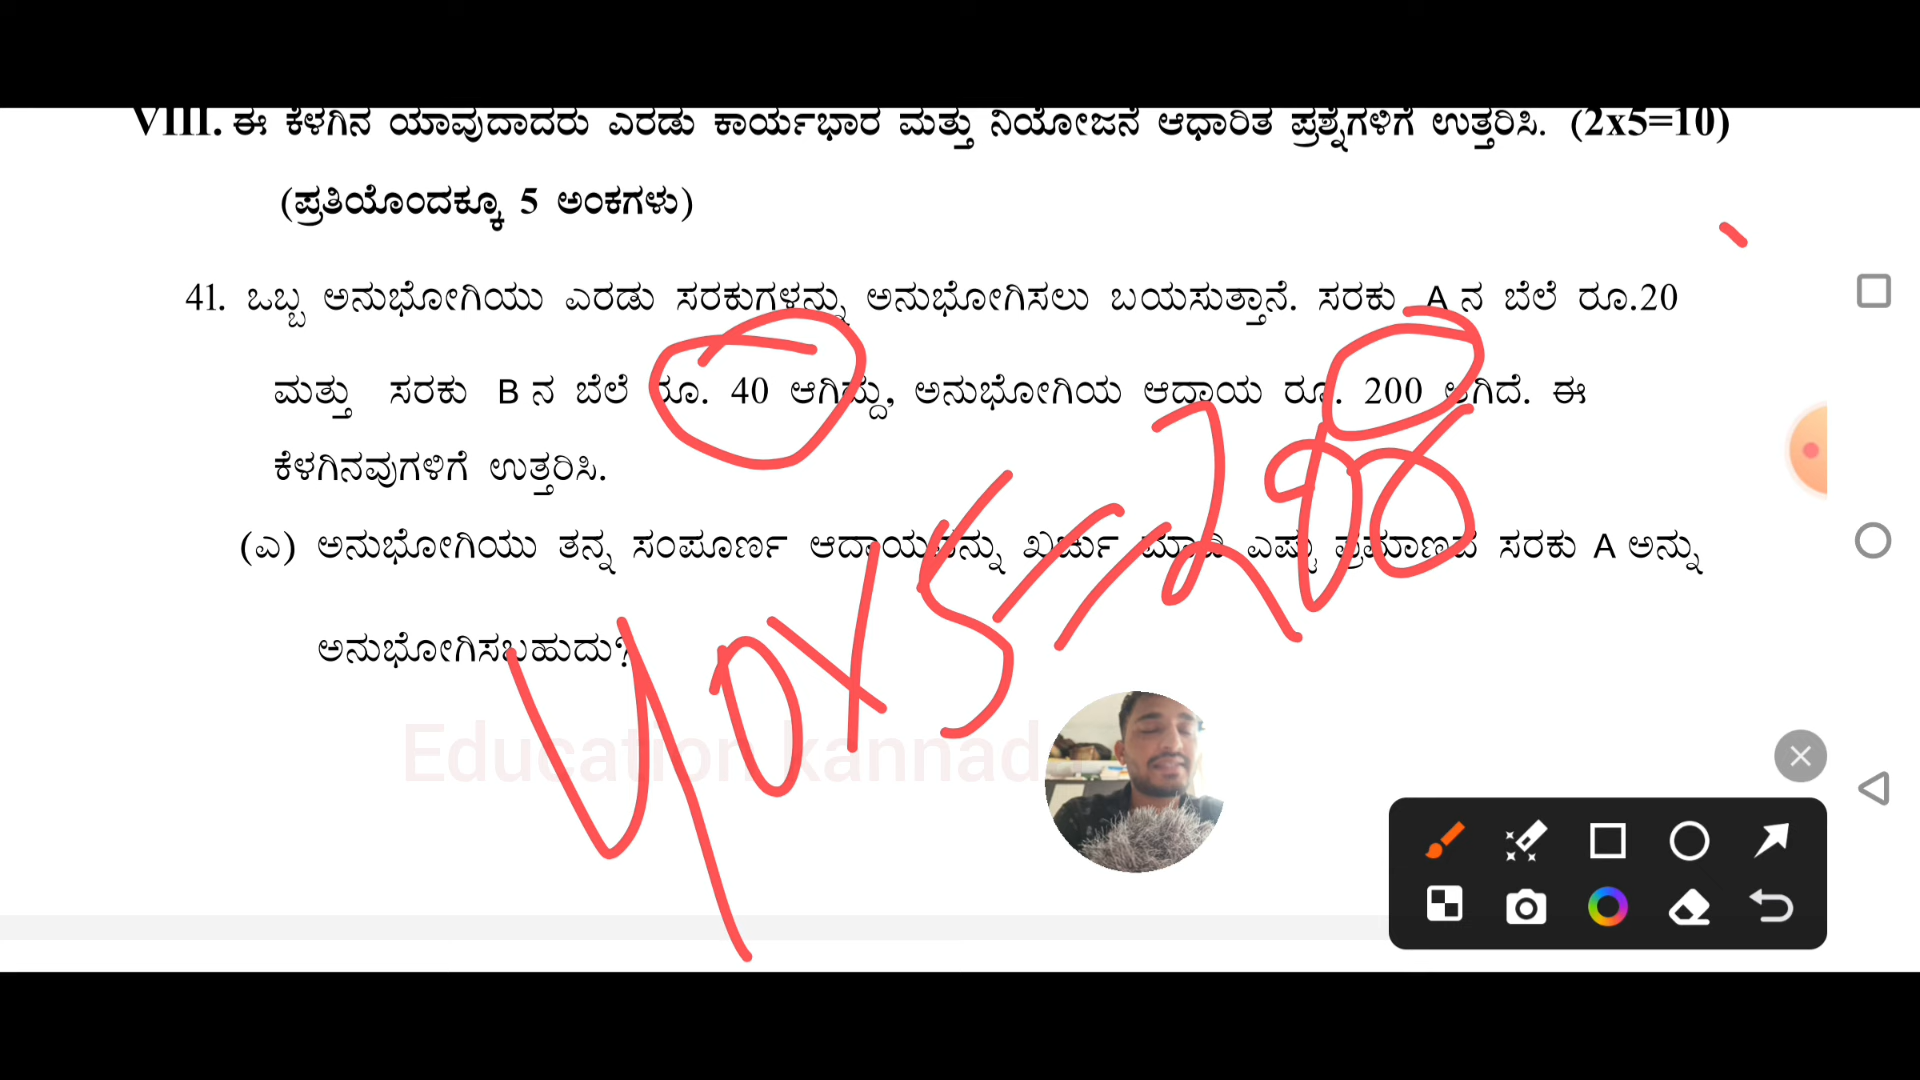 VIII. ಈ ಕೆಳಗಿನ ಯಾವುದಾದರು ಎರಡು ಕಾರ್ಯಭಾರ ಮತ್ತು ನಿಯೋಜನೆ ಆಧಾರಿತ ಪ್ರಶ್ನೆಗಳಿಗೆ ಉತ್ತರಿಸಿ. (2x5=10)
(ಪ್ರತಿಯೊಂದಕ್ಕೂ 5 ಅಂಕಗಳು)
41. ಒಬ್ಬ ಅನುಭೋಗಿಯು ಎರಡು ಸರಕುಗಳನ್ನು ಅನುಭೋಗಿಸಲು ಬಯಸುತ್ತಾನೆ. ಸರಕು A ನ ಬೆಲೆ ರೂ.20
ಮತ್ತು ಸರಕು B ನ ಬೆಲೆ ರೂ. 40 ಆಗಿದ್ದು, ಅನುಭೋಗಿಯ ಆದಾಯ ರೂ. 200 ಆಗಿದೆ. ಈ
ಕೆಳಗಿನವುಗಳಿಗೆ ಉತ್ತರಿಸಿ.
(ಎ) ಅನುಭೋಗಿಯು ತನ್ನ ಸಂಪೂರ್ಣ ಆದಾಯವನ್ನು ಖರ್ಚು ಮಾಡಿ ಎಷ್ಟು ಪ್ರಮಾಣದ ಸರಕು A ಅನ್ನು
ಅನುಭೋಗಿಸಬಹುದು?
40x5=200
Education kannad